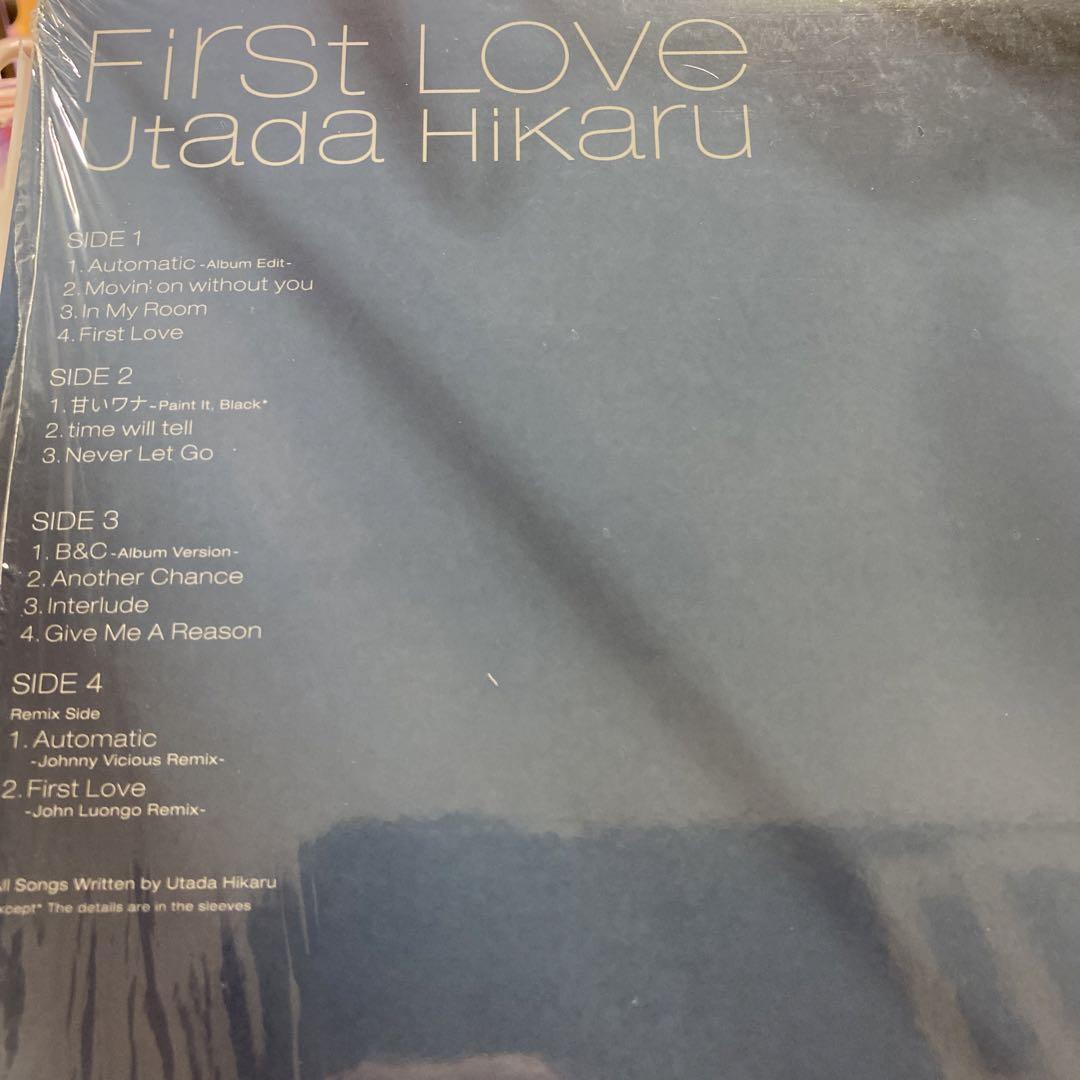 First Love
Utada Hikaru
SIDE 1
1. Automatic -Album Edit-
2. Movin' on without you
3. In My Room
4. First Love
SIDE 2
1. 甘いワナ ~Paint It, Black*
2. time will tell
3. Never Let Go
SIDE 3
1. B&C -Album Version-
2. Another Chance
3. Interlude
4. Give Me A Reason
SIDE 4
Remix Side
1. Automatic
-Johnny Vicious Remix-
2. First Love
-John Luongo Remix-
ll Songs Written by Utada Hikaru
xcept* The details are in the sleeves